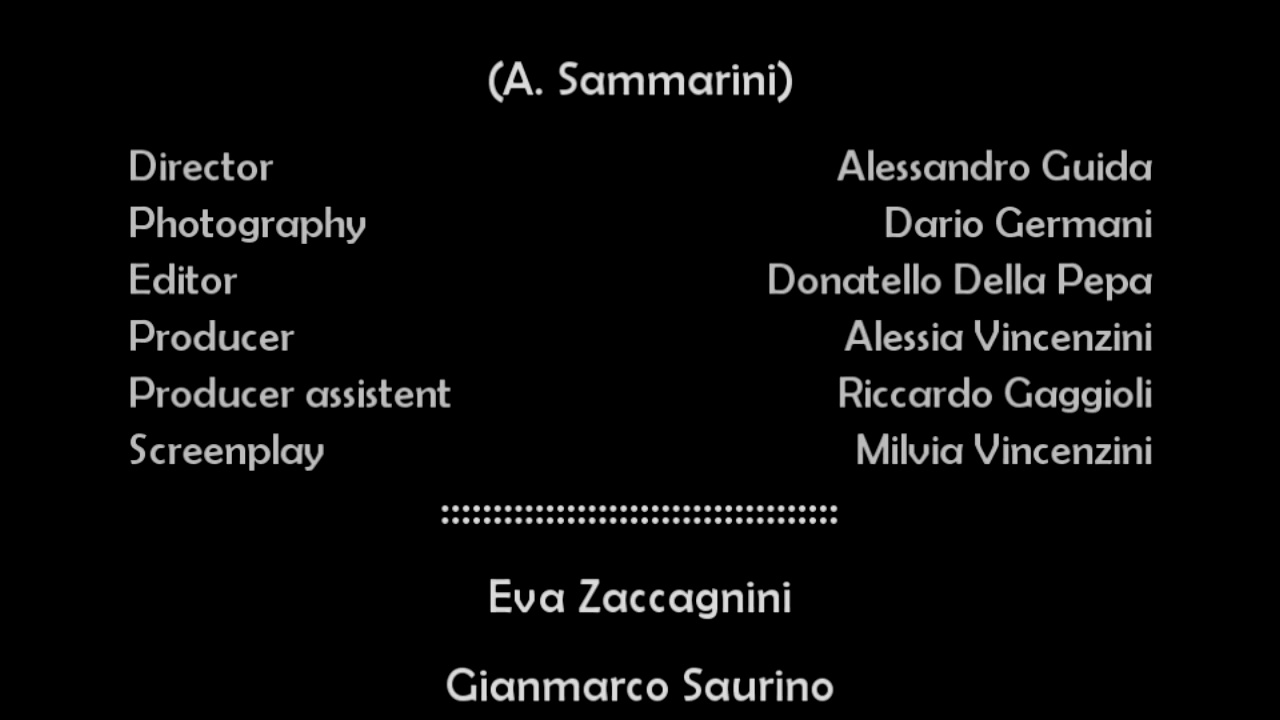 (A. Sammarini)
Director Alessandro Guida
Photography Dario Germani
Editor Donatello Della Pepa
Producer Alessia Vincenzini
Producer assistent Riccardo Gaggioli
Screenplay Milvia Vincenzini
Eva Zaccagnini
Gianmarco Saurino